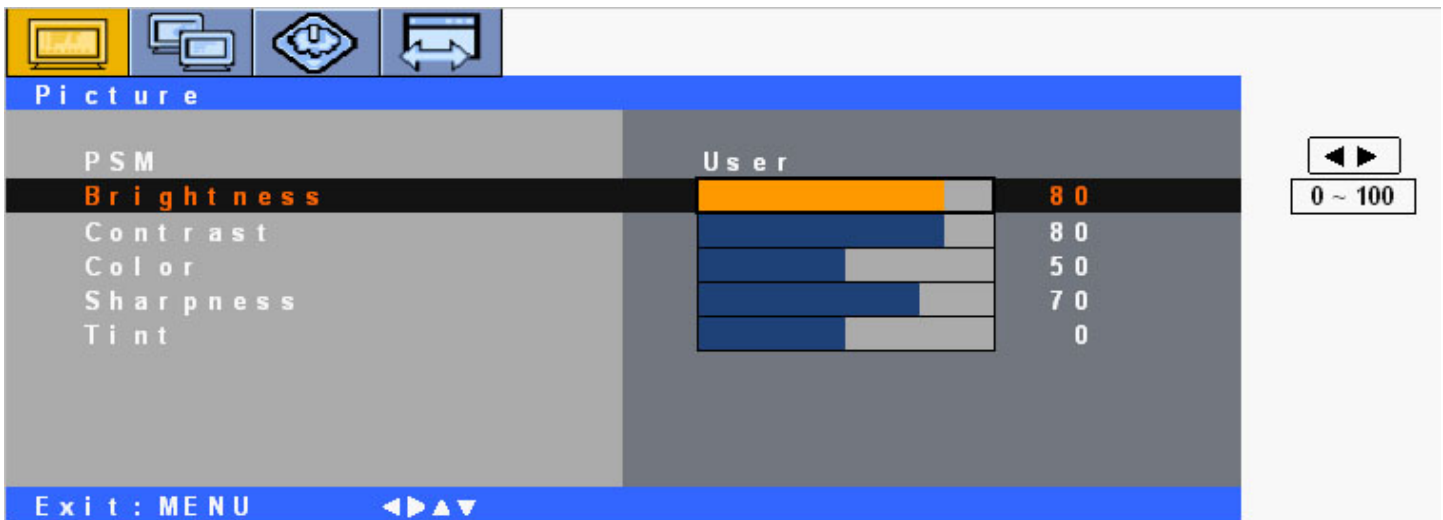 Picture
PSM User
Brightness 80
0 ~ 100
Contrast 80
Color 50
Sharpness 70
Tint 0
Exit:MENU ◀▶▲▼